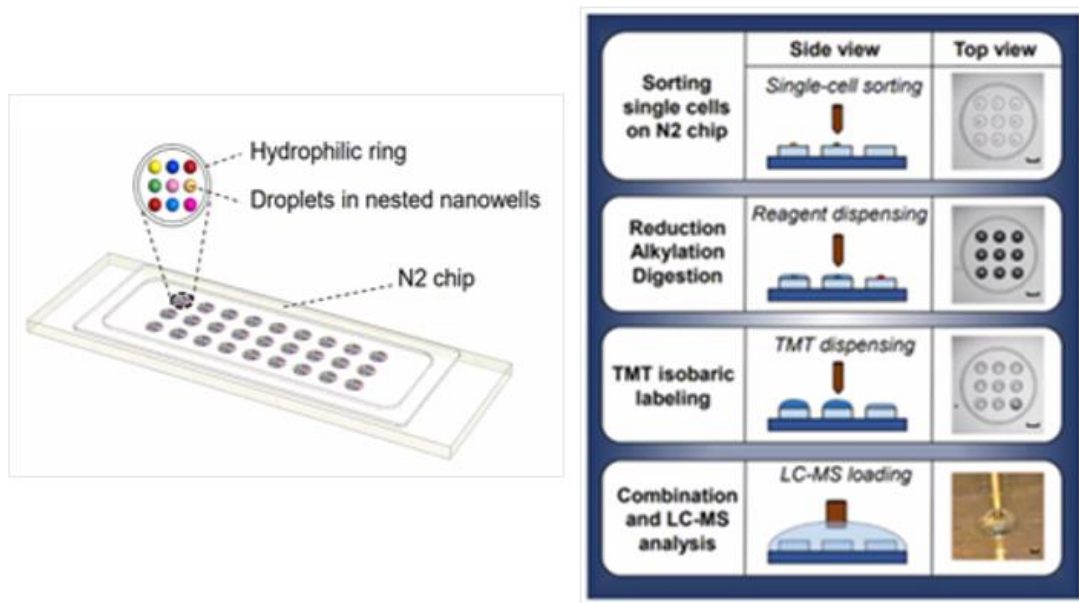 Hydrophilic ring
Droplets in nested nanowells
N2 chip
Side view
Top view
Sorting
single cells
on N2 chip
Single-cell sorting
Reduction
Alkylation
Digestion
Reagent dispensing
TMT isobaric
labeling
TMT dispensing
Combination
and LC-MS
analysis
LC-MS loading